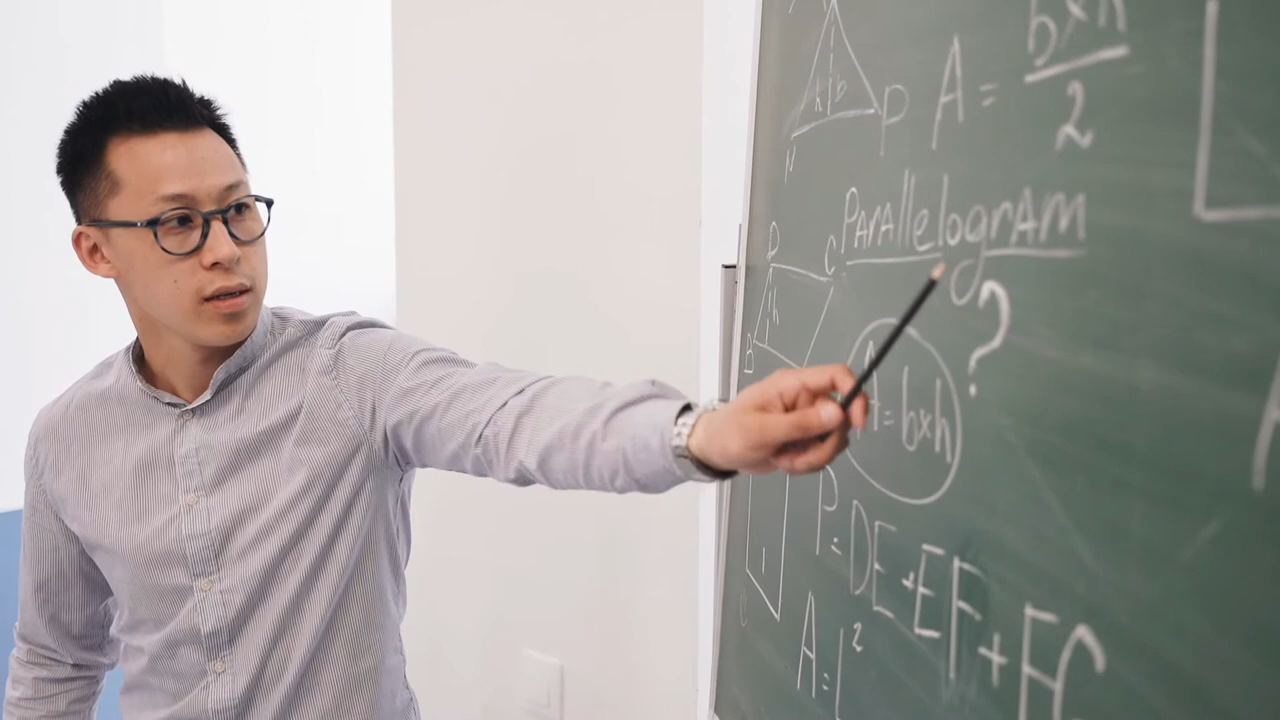 h b
P
N
A = b×h
2
Parallelogram
D C
h
B
?
A = b×h
P = DE + EF + FC
A = l²